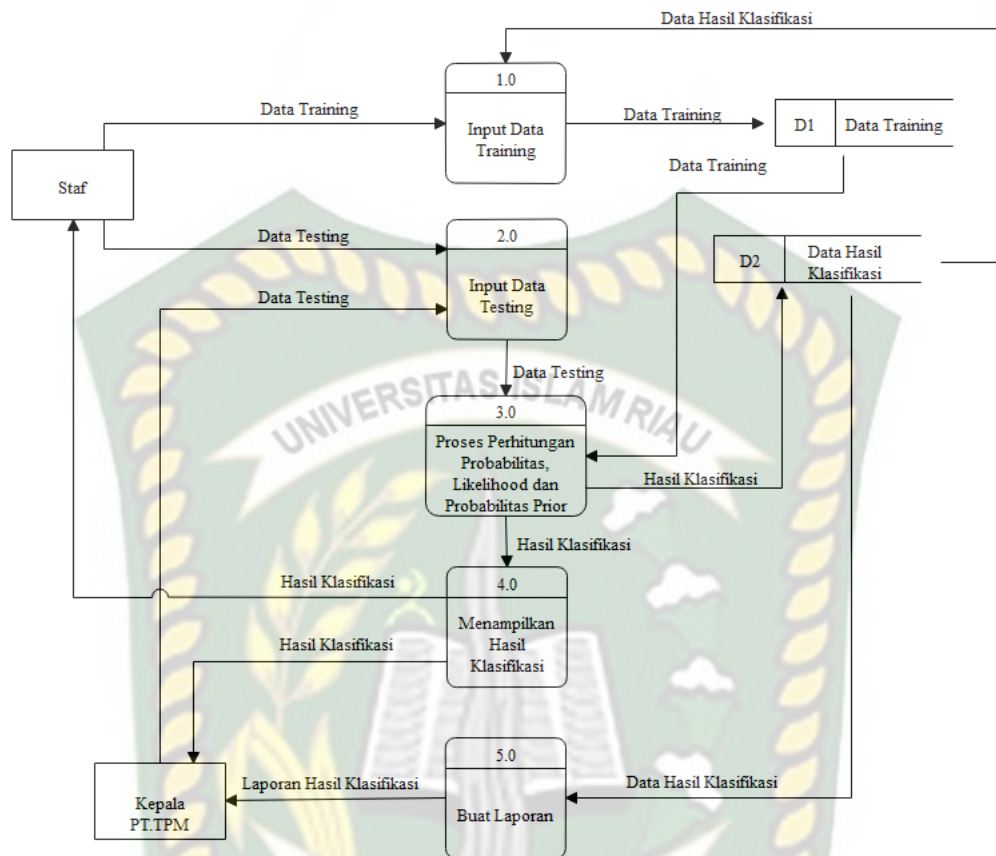 Data Hasil Klasifikasi
1.0
Data Training
Input Data
Training
Data Training
D1
Data Training
Data Training
Staf
Data Testing
2.0
Input Data
Testing
D2
Data Hasil
Klasifikasi
Data Testing
Data Testing
UNIVERSITAS ISLAM RIAU
3.0
Proses Perhitungan
Probabilitas,
Likelihood dan
Probabilitas Prior
Hasil Klasifikasi
Hasil Klasifikasi
Hasil Klasifikasi
4.0
Menampilkan
Hasil
Klasifikasi
Hasil Klasifikasi
5.0
Buat Laporan
Laporan Hasil Klasifikasi
Data Hasil Klasifikasi
Kepala
PT.TPM